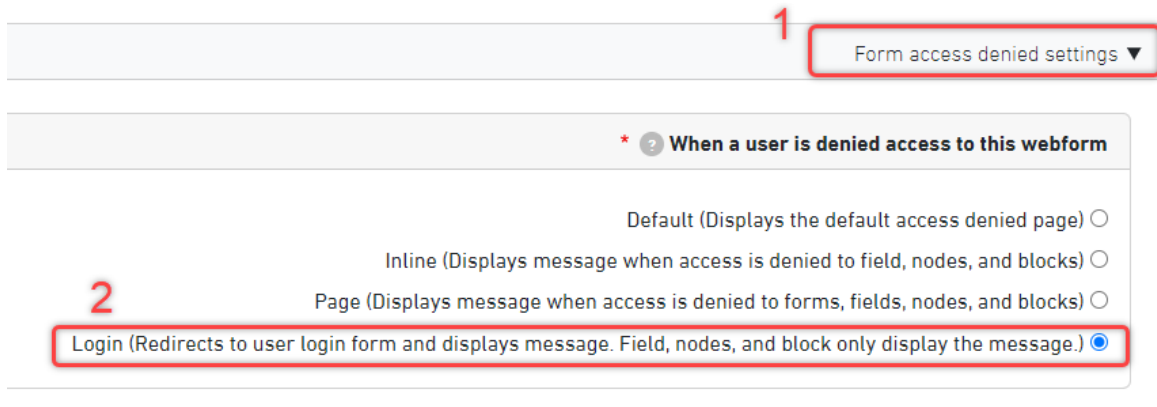 1
Form access denied settings ▼
* ? When a user is denied access to this webform
Default (Displays the default access denied page)
Inline (Displays message when access is denied to field, nodes, and blocks)
2
Page (Displays message when access is denied to forms, fields, nodes, and blocks)
Login (Redirects to user login form and displays message. Field, nodes, and block only display the message.)